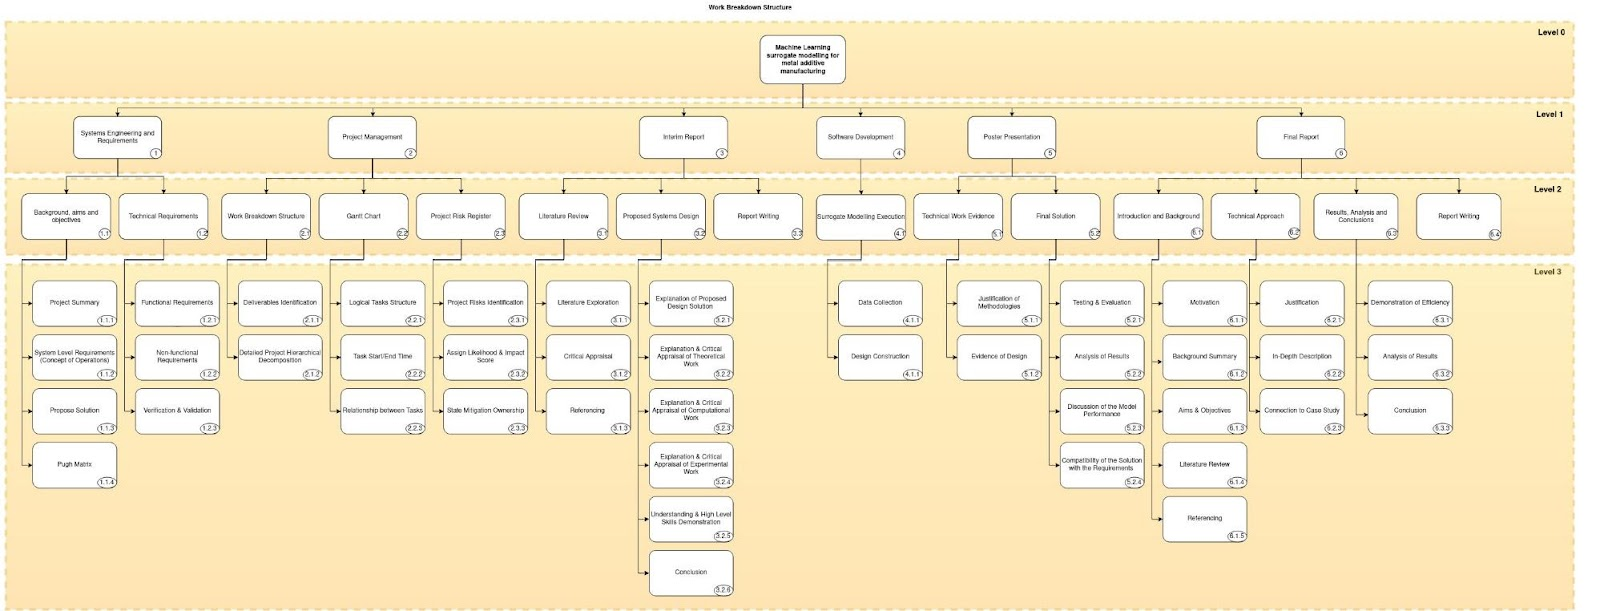 Work Breakdown Structure
Level 0
Machine Learning
surrogate modelling for
metal additive
manufacturing
Level 1
Systems Engineering and
Requirements
1
Project Management
2
Interim Report
3
Software Development
4
Poster Presentation
5
Final Report
6
Level 2
Background, aims and
objectives
1.1
Technical Requirements
1.2
Work Breakdown Structure
2.1
Gantt Chart
2.2
Project Risk Register
2.3
Literature Review
3.1
Proposed Systems Design
3.2
Report Writing
3.3
Surrogate Modelling Execution
4.1
Technical Work Evidence
5.1
Final Solution
5.2
Introduction and Background
6.1
Technical Approach
6.2
Results, Analysis and
Conclusions
6.3
Report Writing
6.4
Level 3
Project Summary
1.1.1
System Level Requirements
(Concept of Operations)
1.1.2
Propose Solution
1.1.3
Pugh Matrix
1.1.4
Functional Requirements
1.2.1
Non-functional
Requirements
1.2.2
Verification & Validation
1.2.3
Deliverables Identification
2.1.1
Detailed Project Hierarchical
Decomposition
2.1.2
Logical Tasks Structure
2.2.1
Task Start/End Time
2.2.2
Relationship between Tasks
2.2.3
Project Risks Identification
2.3.1
Assign Likelihood & Impact
Score
2.3.2
State Mitigation Ownership
2.3.3
Literature Exploration
3.1.1
Critical Appraisal
3.1.2
Referencing
3.1.3
Explanation of Proposed
Design Solution
3.2.1
Explanation & Critical
Appraisal of Theoretical
Work
3.2.2
Explanation & Critical
Appraisal of Computational
Work
3.2.3
Explanation & Critical
Appraisal of Experimental
Work
3.2.4
Understanding & High Level
Skills Demonstration
3.2.5
Conclusion
3.2.6
Data Collection
4.1.1
Design Construction
4.1.1
Justification of
Methodologies
5.1.1
Evidence of Design
5.1.2
Testing & Evaluation
5.2.1
Analysis of Results
5.2.2
Discussion of the Model
Performance
5.2.3
Compatibility of the Solution
with the Requirements
5.2.4
Motivation
6.1.1
Background Summary
6.1.2
Aims & Objectives
6.1.3
Literature Review
6.1.4
Referencing
6.1.5
Justification
6.2.1
In-Depth Description
6.2.2
Connection to Case Study
6.2.3
Demonstration of Efficiency
6.3.1
Analysis of Results
6.3.2
Conclusion
6.3.3